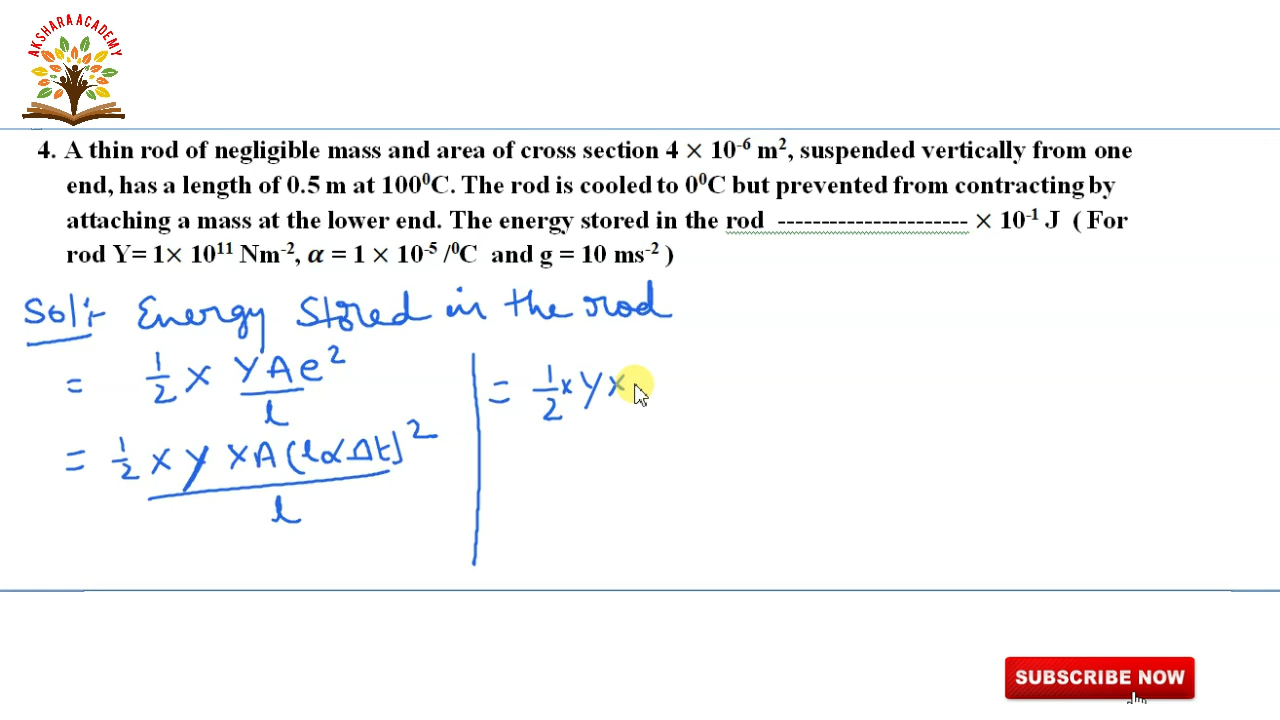 AKSHARA ACADEMY
4. A thin rod of negligible mass and area of cross section 4 × 10⁻⁶ m², suspended vertically from one
end, has a length of 0.5 m at 100⁰C. The rod is cooled to 0⁰C but prevented from contracting by
attaching a mass at the lower end. The energy stored in the rod ---------------------- × 10⁻¹ J ( For
rod Y= 1× 10¹¹ Nm⁻², α = 1 × 10⁻⁵ /⁰C and g = 10 ms⁻² )
Sol:- Energy Stored in the rod
= 1/2 × YAe²/l
= 1/2 × Y × A(lαΔt)²/l
= 1/2 × Y ×
SUBSCRIBE NOW